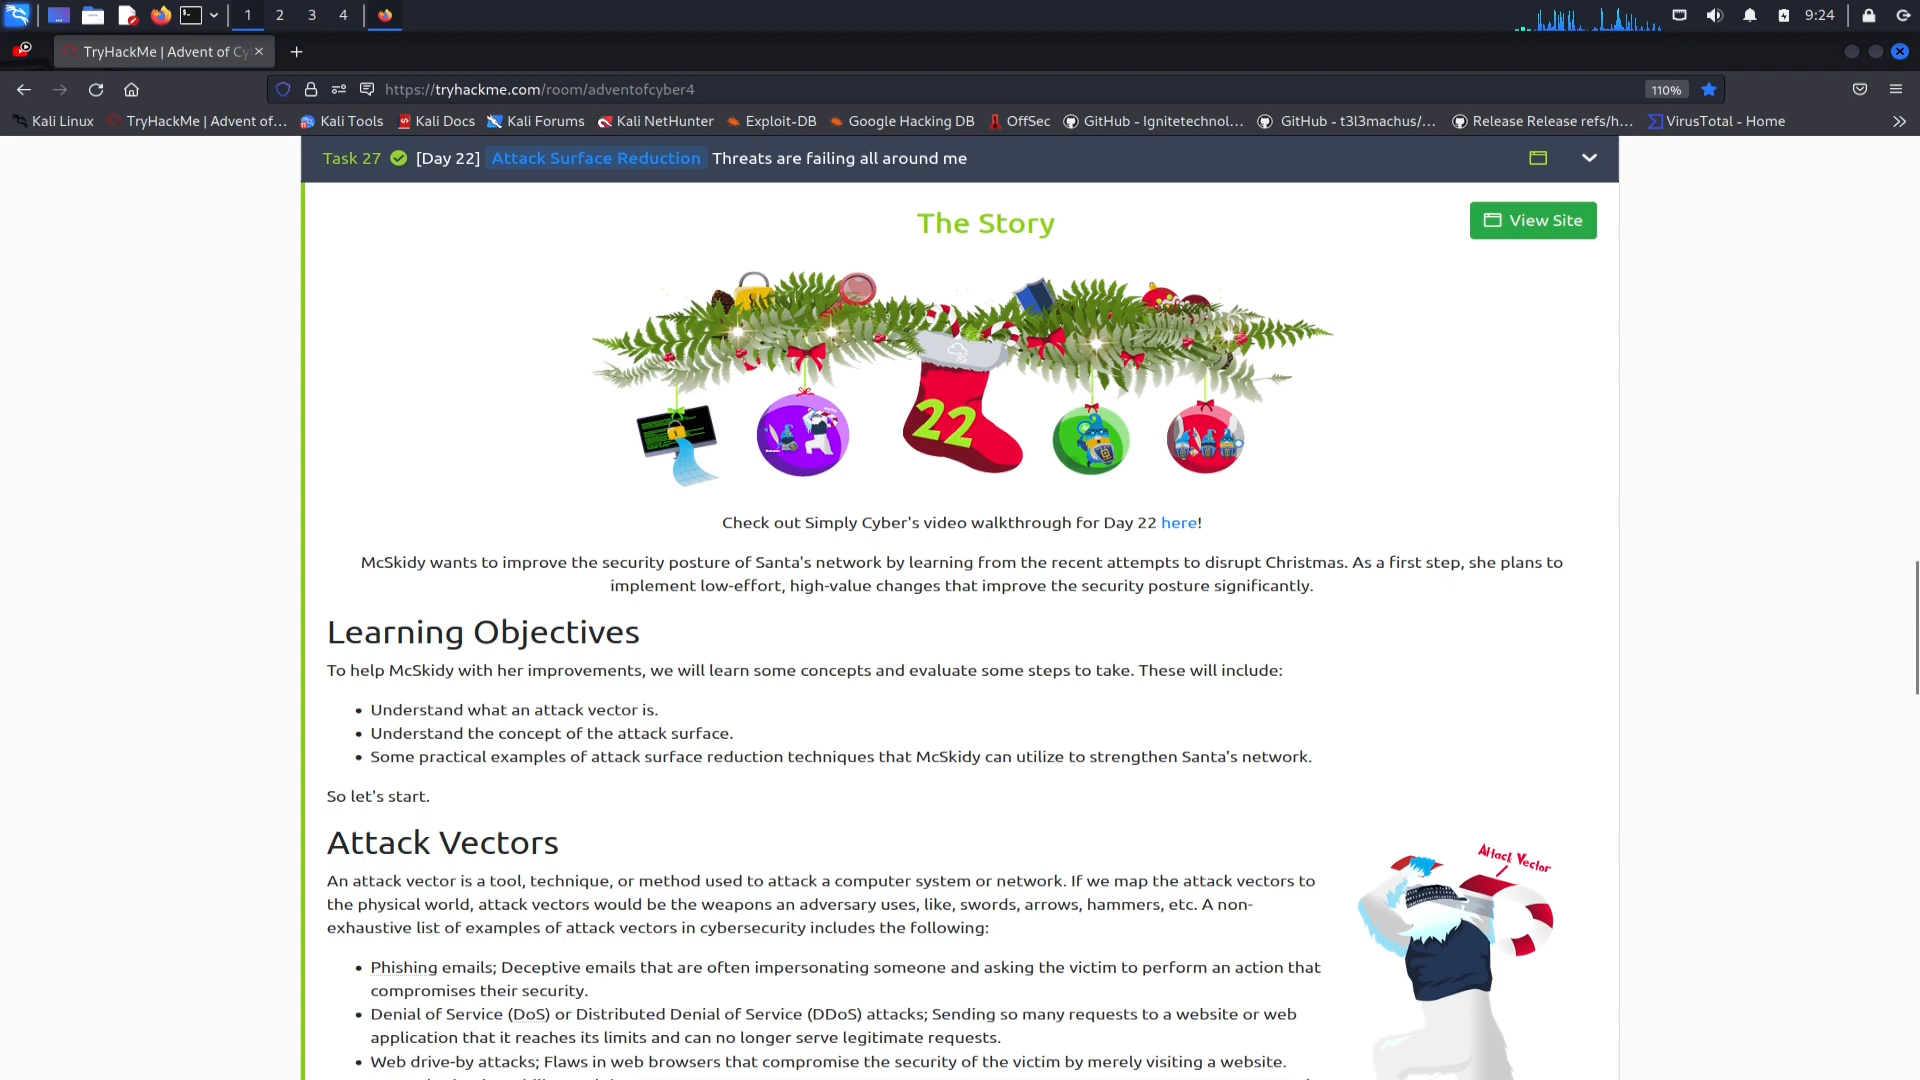 1 2 3 4
9:24
TryHackMe | Advent of Cy
https://tryhackme.com/room/adventofcyber4
110%
Kali Linux TryHackMe | Advent of... Kali Tools Kali Docs Kali Forums Kali NetHunter Exploit-DB Google Hacking DB OffSec GitHub - Ignitetechnol... GitHub - t3l3machus/... Release Release refs/h... VirusTotal - Home
Task 27 [Day 22] Attack Surface Reduction Threats are failing all around me
The Story
View Site
22
Check out Simply Cyber's video walkthrough for Day 22 here!
McSkidy wants to improve the security posture of Santa's network by learning from the recent attempts to disrupt Christmas. As a first step, she plans to
implement low-effort, high-value changes that improve the security posture significantly.
Learning Objectives
To help McSkidy with her improvements, we will learn some concepts and evaluate some steps to take. These will include:
• Understand what an attack vector is.
• Understand the concept of the attack surface.
• Some practical examples of attack surface reduction techniques that McSkidy can utilize to strengthen Santa's network.
So let's start.
Attack Vectors
Attack Vector
An attack vector is a tool, technique, or method used to attack a computer system or network. If we map the attack vectors to
the physical world, attack vectors would be the weapons an adversary uses, like, swords, arrows, hammers, etc. A non-
exhaustive list of examples of attack vectors in cybersecurity includes the following:
• Phishing emails; Deceptive emails that are often impersonating someone and asking the victim to perform an action that
compromises their security.
• Denial of Service (DoS) or Distributed Denial of Service (DDoS) attacks; Sending so many requests to a website or web
application that it reaches its limits and can no longer serve legitimate requests.
• Web drive-by attacks; Flaws in web browsers that compromise the security of the victim by merely visiting a website.